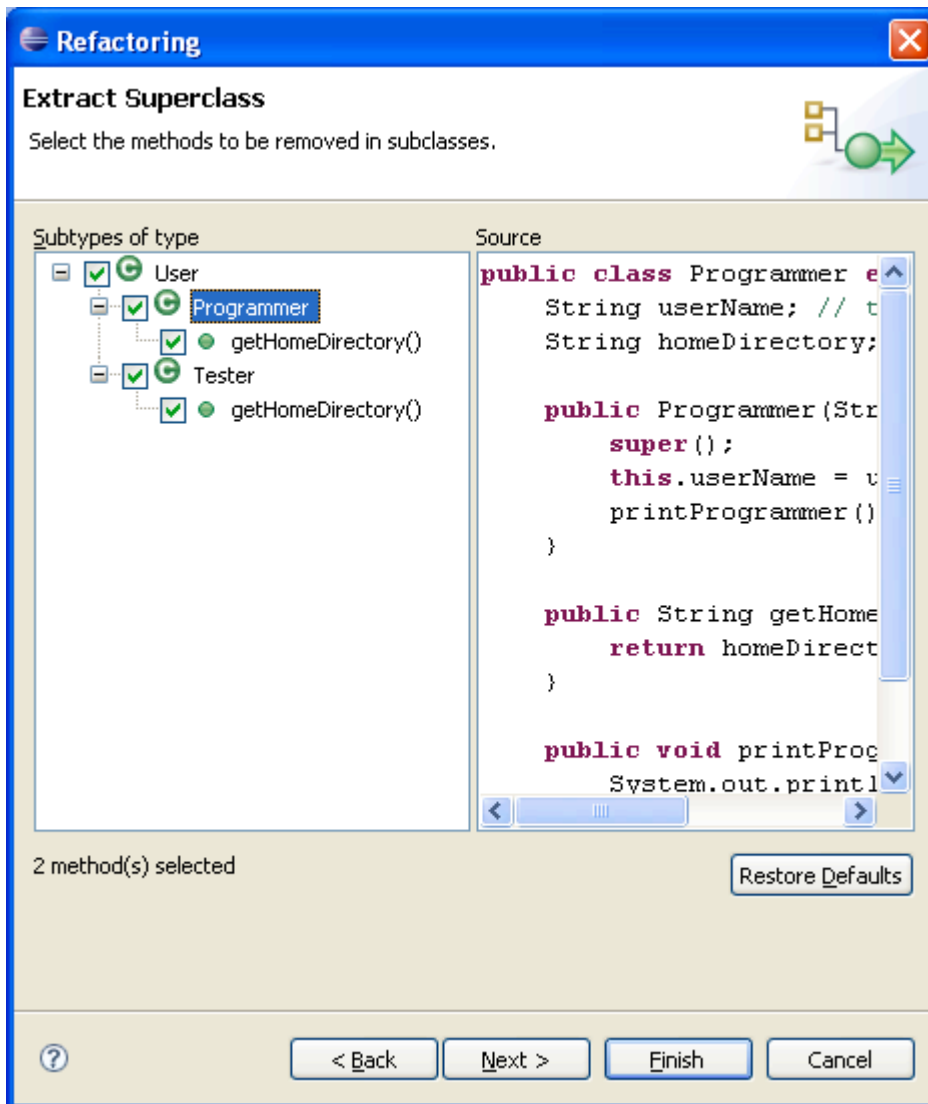 Refactoring
Extract Superclass
Select the methods to be removed in subclasses.
Subtypes of type
User
Programmer
getHomeDirectory()
Tester
getHomeDirectory()
Source
public class Programmer e
String userName; // t
String homeDirectory;
public Programmer(Str
super();
this.userName = u
printProgrammer()
}
public String getHome
return homeDirect
}
public void printProg
System.out.printl
2 method(s) selected
Restore Defaults
?
< Back
Next >
Finish
Cancel